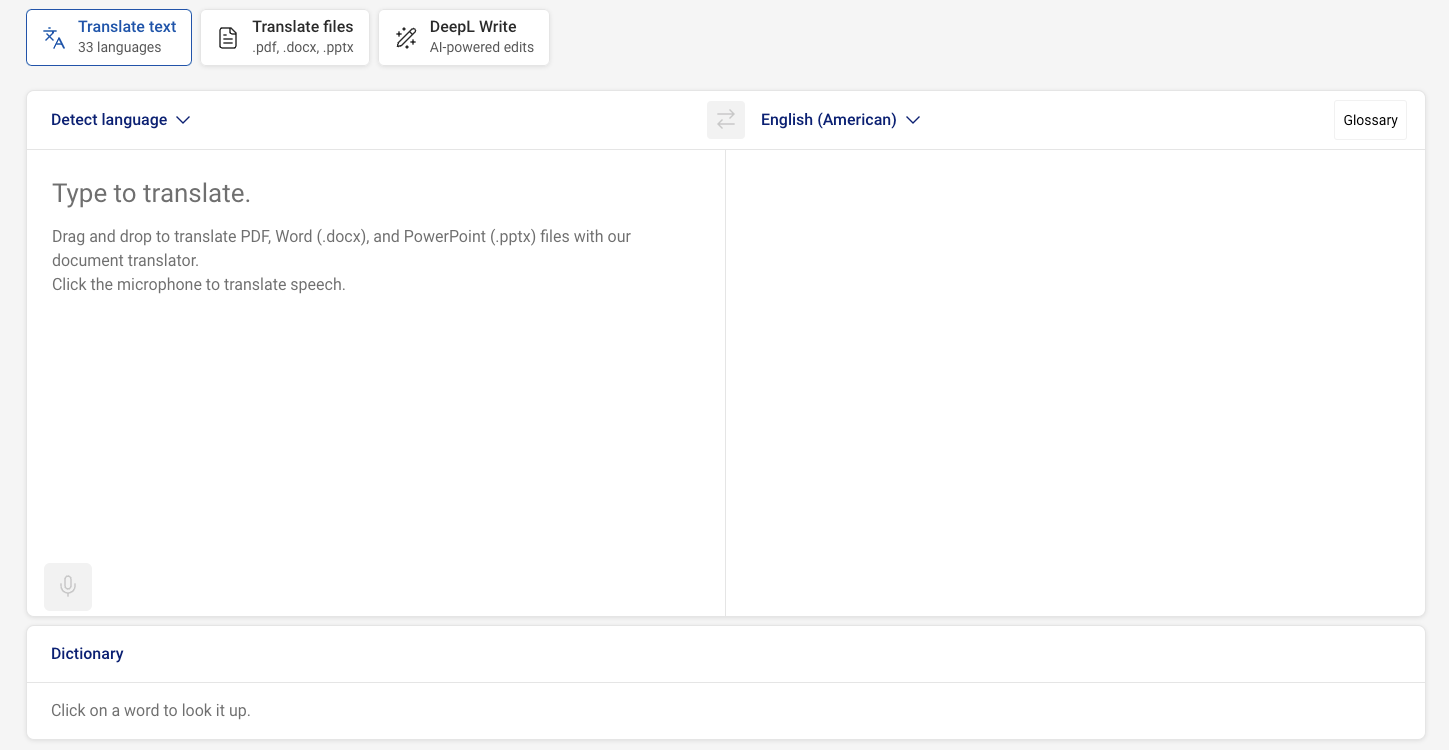 Translate text
33 languages
Translate files
.pdf, .docx, .pptx
DeepL Write
AI-powered edits
Detect language
English (American)
Glossary
Type to translate.
Drag and drop to translate PDF, Word (.docx), and PowerPoint (.pptx) files with our
document translator.
Click the microphone to translate speech.
Dictionary
Click on a word to look it up.